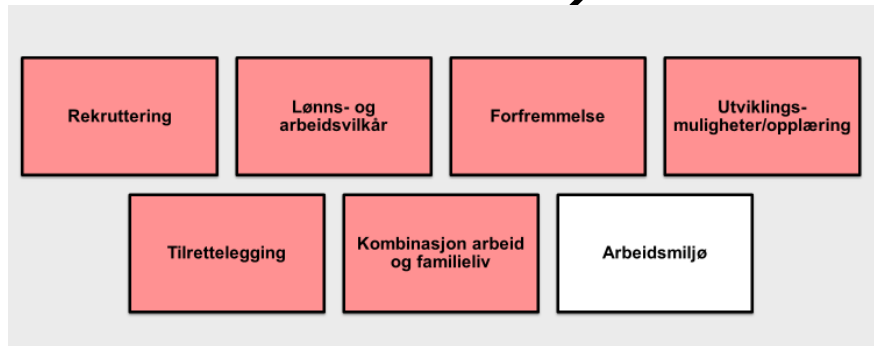 Rekruttering
Lønns- og
arbeidsvilkår
Forfremmelse
Utviklings-
muligheter/opplæring
Tilrettelegging
Kombinasjon arbeid
og familieliv
Arbeidsmiljø